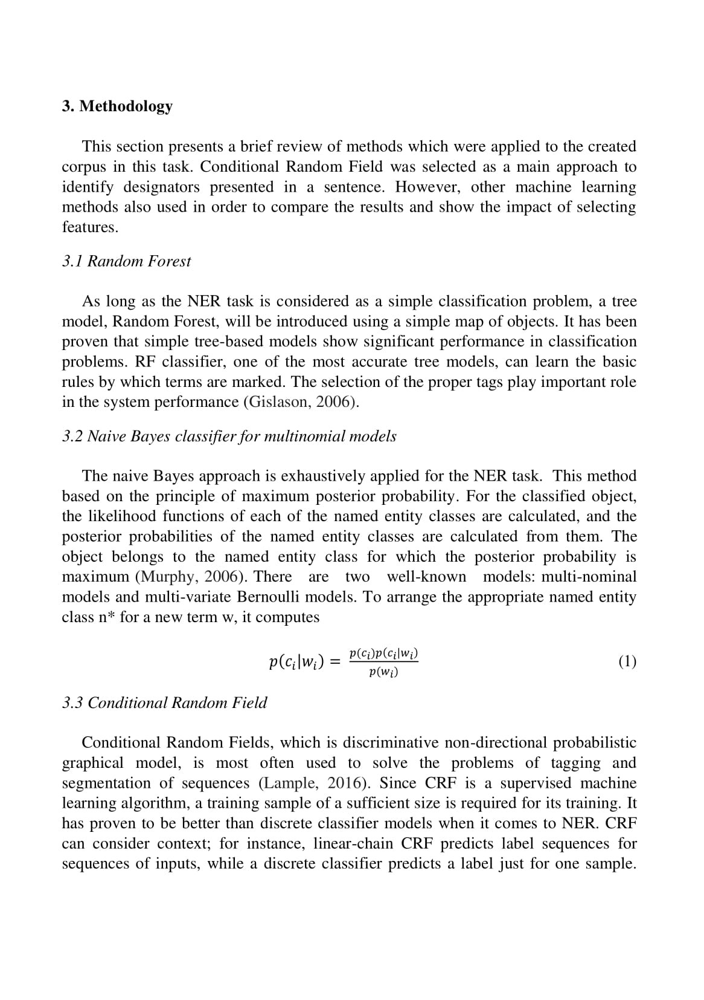 3. Methodology
This section presents a brief review of methods which were applied to the created
corpus in this task. Conditional Random Field was selected as a main approach to
identify designators presented in a sentence. However, other machine learning
methods also used in order to compare the results and show the impact of selecting
features.
3.1 Random Forest
As long as the NER task is considered as a simple classification problem, a tree
model, Random Forest, will be introduced using a simple map of objects. It has been
proven that simple tree-based models show significant performance in classification
problems. RF classifier, one of the most accurate tree models, can learn the basic
rules by which terms are marked. The selection of the proper tags play important role
in the system performance (Gislason, 2006).
3.2 Naive Bayes classifier for multinomial models
The naive Bayes approach is exhaustively applied for the NER task. This method
based on the principle of maximum posterior probability. For the classified object,
the likelihood functions of each of the named entity classes are calculated, and the
posterior probabilities of the named entity classes are calculated from them. The
object belongs to the named entity class for which the posterior probability is
maximum (Murphy, 2006). There are two well-known models: multi-nominal
models and multi-variate Bernoulli models. To arrange the appropriate named entity
class n* for a new term w, it computes
p(cᵢ|wᵢ) = p(cᵢ)p(cᵢ|wᵢ) / p(wᵢ) (1)
3.3 Conditional Random Field
Conditional Random Fields, which is discriminative non-directional probabilistic
graphical model, is most often used to solve the problems of tagging and
segmentation of sequences (Lample, 2016). Since CRF is a supervised machine
learning algorithm, a training sample of a sufficient size is required for its training. It
has proven to be better than discrete classifier models when it comes to NER. CRF
can consider context; for instance, linear-chain CRF predicts label sequences for
sequences of inputs, while a discrete classifier predicts a label just for one sample.